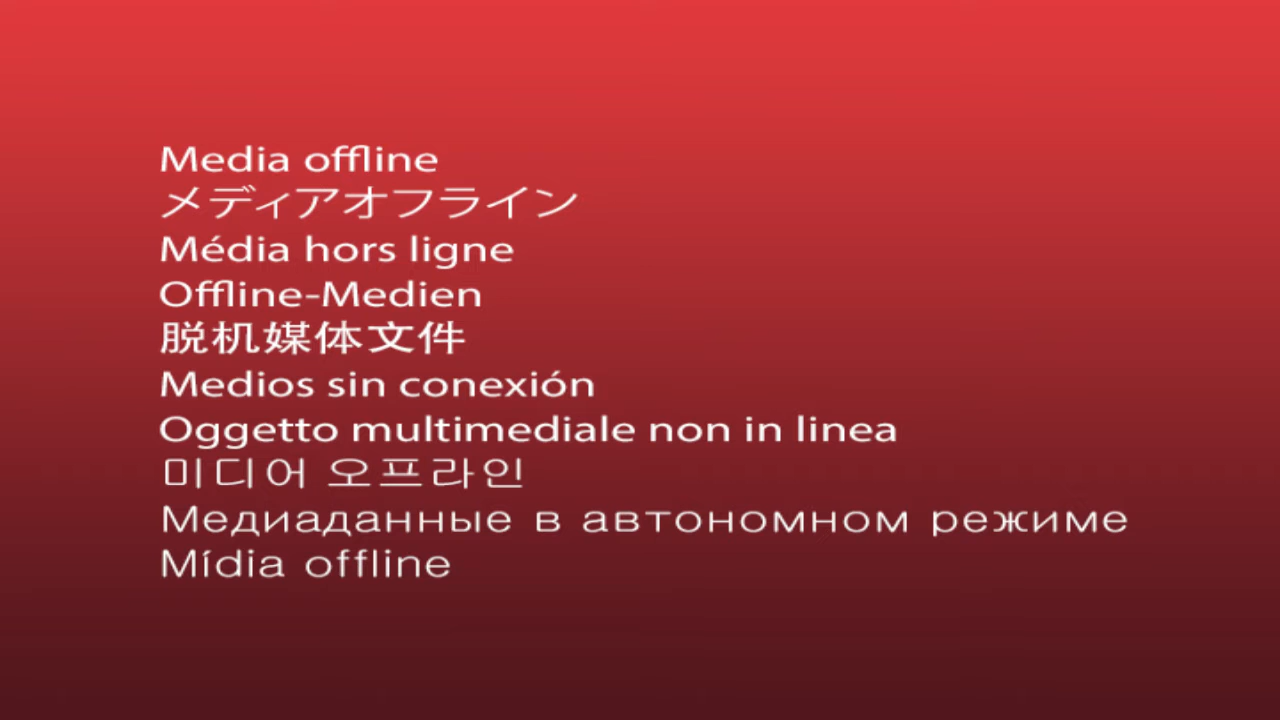 Media offline
メディアオフライン
Média hors ligne
Offline-Medien
脱机媒体文件
Medios sin conexión
Oggetto multimediale non in linea
미디어 오프라인
Медиаданные в автономном режиме
Mídia offline